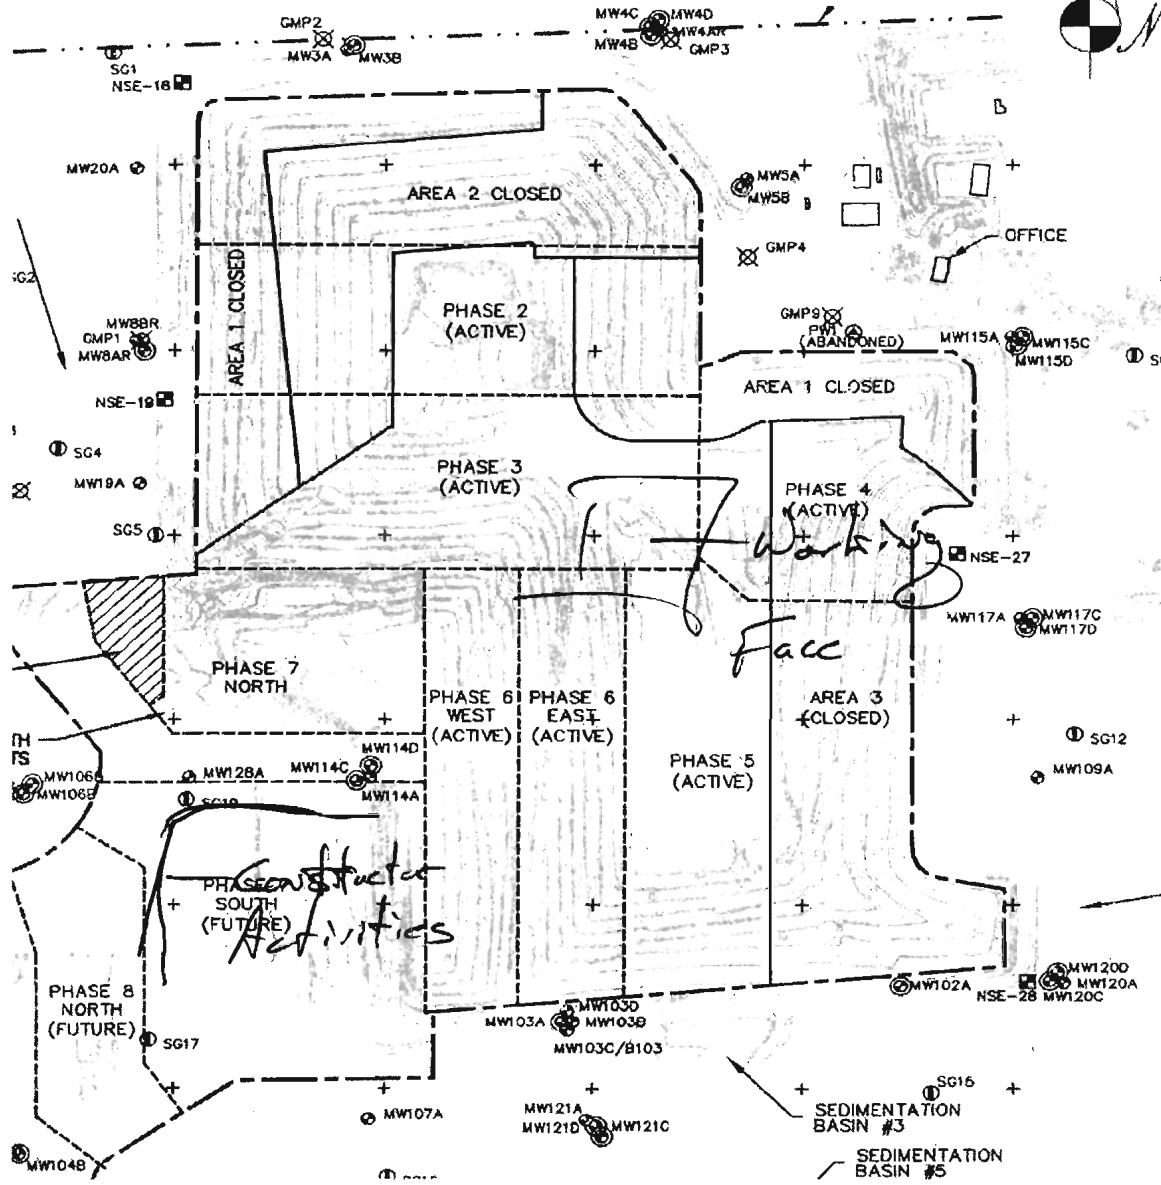 GMP2
MW3A
MW3B
MW4C
MW4D
MW4AR
MW4B
GMP3
N
SG1
NSE-18
MW20A
AREA 2 CLOSED
MW5A
MW5B
GMP4
OFFICE
SG2
AREA 1 CLOSED
PHASE 2
(ACTIVE)
MW8BR
GMP1
MW8AR
GMP9
PW1
(ABANDONED)
MW115A
MW115C
MW115D
NSE-19
AREA 1 CLOSED
SG4
MW19A
SG5
PHASE 3
(ACTIVE)
PHASE 4
(ACTIVE)
Working
Face
NSE-27
MW117A
MW117C
MW117D
PHASE 7
NORTH
PHASE 6
WEST
(ACTIVE)
PHASE 6
EAST
(ACTIVE)
AREA 3
(CLOSED)
PHASE 5
(ACTIVE)
SG12
MW109A
TH
TS
MW106B
MW128A
MW114D
MW114C
MW114A
SG19
SOUTH
(FUTURE)
Activities
PHASE 8
NORTH
(FUTURE)
SG17
MW103D
MW103A
MW103B
MW103C/B103
MW102A
NSE-28
MW120D
MW120A
MW120C
MW107A
MW121A
MW121D
MW121C
SG15
SEDIMENTATION
BASIN #3
SEDIMENTATION
BASIN #5
MW104B